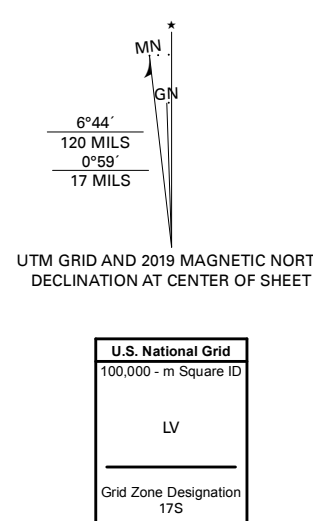 MN
GN
6°44´
120 MILS
0°59´
17 MILS
UTM GRID AND 2019 MAGNETIC NORT
DECLINATION AT CENTER OF SHEET
U.S. National Grid
100,000 - m Square ID
LV
Grid Zone Designation
17S